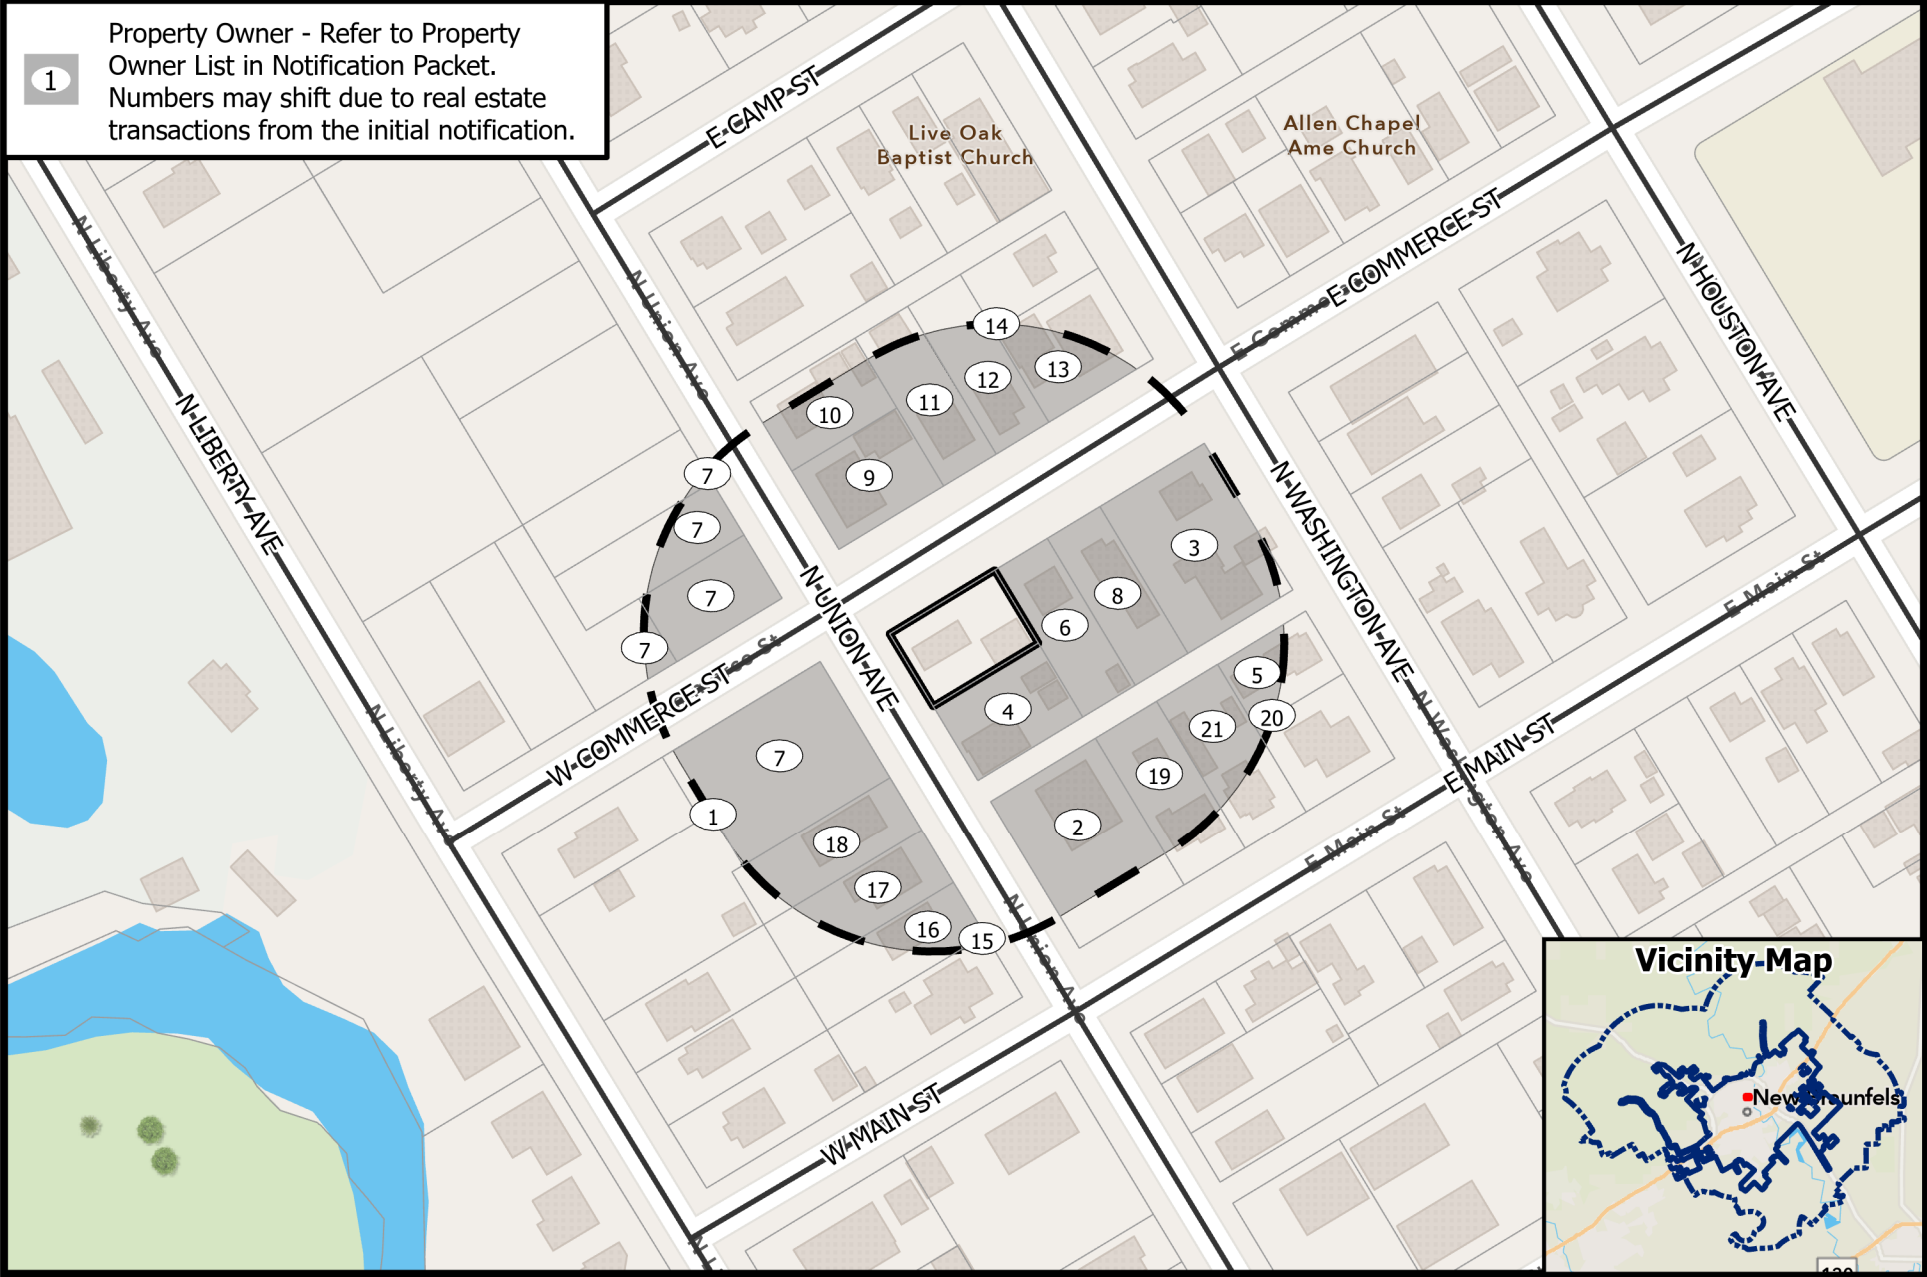 1
Property Owner - Refer to Property
Owner List in Notification Packet.
Numbers may shift due to real estate
transactions from the initial notification.
E CAMP ST
Live Oak
Baptist Church
Allen Chapel
Ame Church
N Liberty Ave
N Union Ave
E COMMERCE ST
N HOUSTON AVE
14
13
12
11
10
9
7
7
7
7
N LIBERTY AVE
N UNION AVE
N WASHINGTON AVE
3
8
6
4
5
20
21
19
2
E Main St
W COMMERCE ST
7
1
18
17
16
15
N Liberty Ave
E MAIN ST
E Main St
N Washington Ave
N Union Ave
W MAIN ST
Vicinity Map
New Braunfels